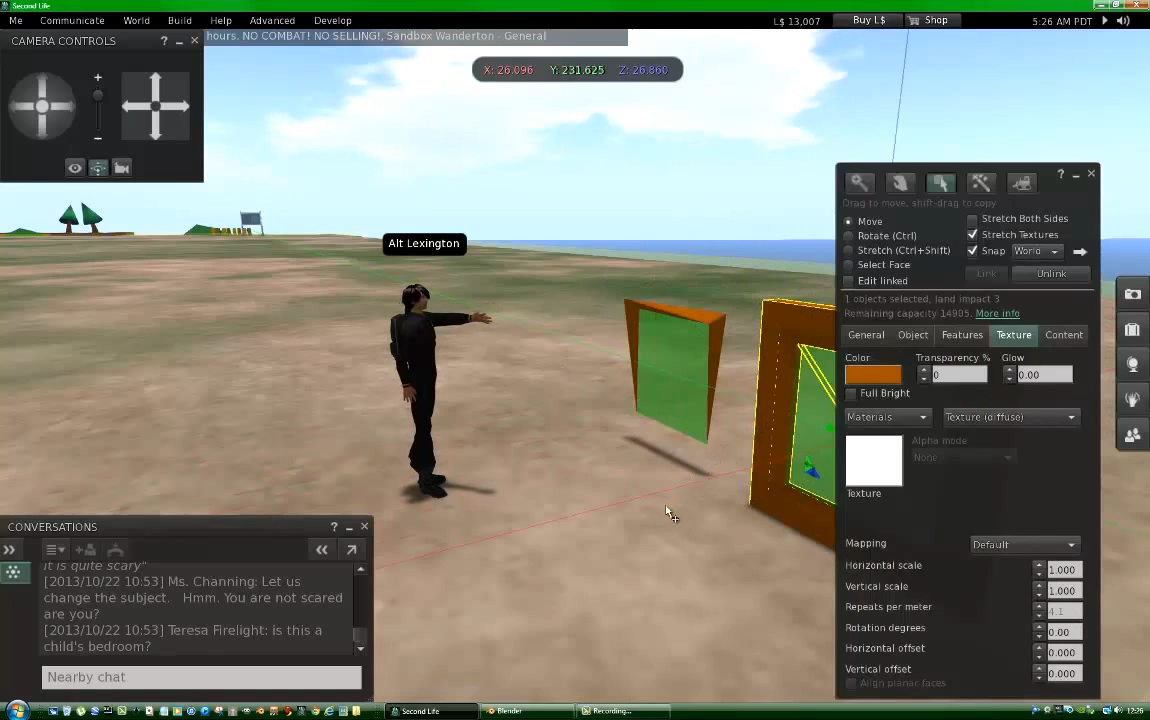 Second Life
Me Communicate World Build Help Advanced Develop
L$ 13,007 Buy L$ Shop 5:26 AM PDT
hours. NO COMBAT! NO SELLING!, Sandbox Wanderton - General
CAMERA CONTROLS ? _ X
X: 26.096 Y: 231.625 Z: 26.860
Alt Lexington
Drag to move, shift-drag to copy
Move
Rotate (Ctrl)
Stretch (Ctrl+Shift)
Select Face
Edit linked
Stretch Both Sides
Stretch Textures
Snap World
Link Unlink
1 objects selected, land impact 3
Remaining capacity 14905. More info
General Object Features Texture Content
Color Transparency % Glow
0 0.00
Full Bright
Materials Texture (diffuse)
Alpha mode
None
Texture
Mapping Default
Horizontal scale 1.000
Vertical scale 1.000
Repeats per meter 4.1
Rotation degrees 0.00
Horizontal offset 0.000
Vertical offset 0.000
Align planar faces
CONVERSATIONS ? _ X
it is quite scary"
[2013/10/22 10:53] Ms. Channing: Let us
change the subject. Hmm. You are not scared
are you?
[2013/10/22 10:53] Teresa Firelight: is this a
child's bedroom?
Nearby chat
Second Life Blender Recording... 12:26